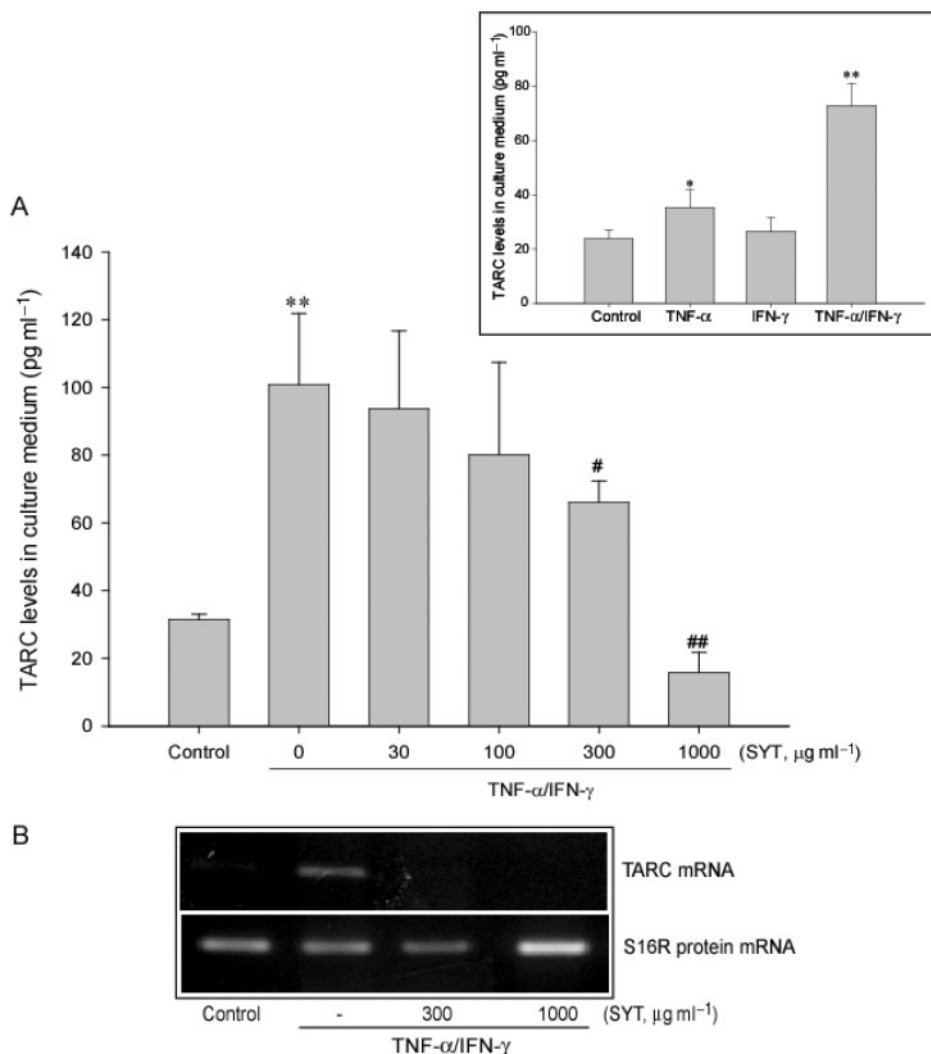 TARC levels in culture medium (pg ml⁻¹)
100
80
60
40
20
0
**
*
Control TNF-α IFN-γ TNF-α/IFN-γ
A
TARC levels in culture medium (pg ml⁻¹)
140
120
100
80
60
40
20
0
**
#
##
Control 0 30 100 300 1000 (SYT, μg ml⁻¹)
TNF-α/IFN-γ
B
TARC mRNA
S16R protein mRNA
Control - 300 1000 (SYT, μg ml⁻¹)
TNF-α/IFN-γ